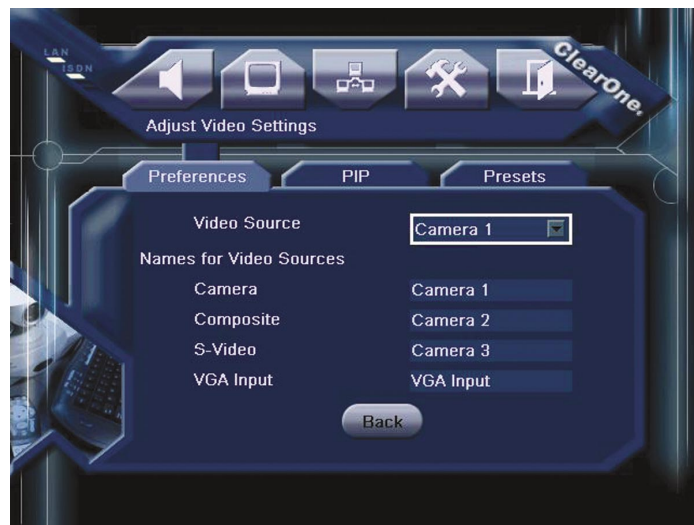 LAN
ISDN
ClearOne.
Adjust Video Settings
Preferences PIP Presets
Video Source Camera 1
Names for Video Sources
Camera Camera 1
Composite Camera 2
S-Video Camera 3
VGA Input VGA Input
Back